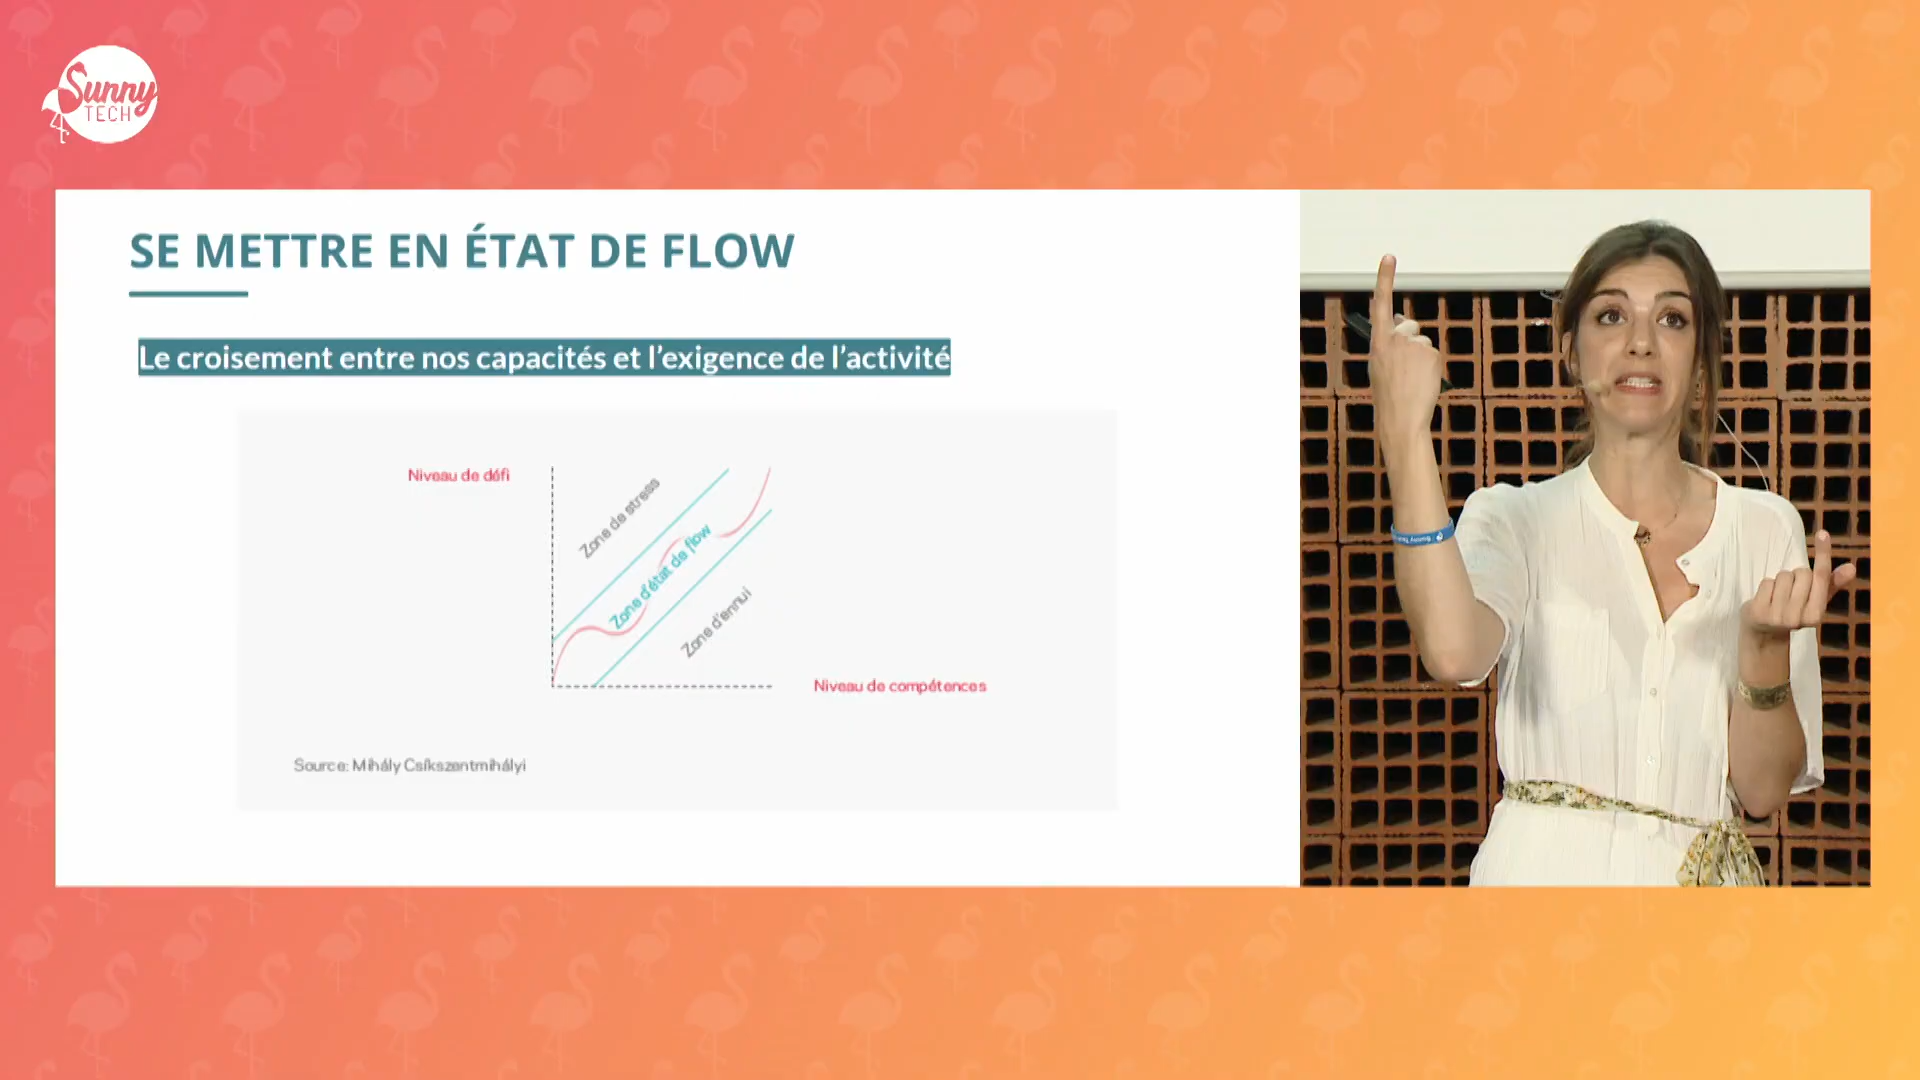 Sunny
TECH
SE METTRE EN ÉTAT DE FLOW
Le croisement entre nos capacités et l’exigence de l’activité
Niveau de défi
Zone de stress
Zone d'état de flow
Zone d'ennui
Niveau de compétences
Source: Mihály Csíkszentmihályi